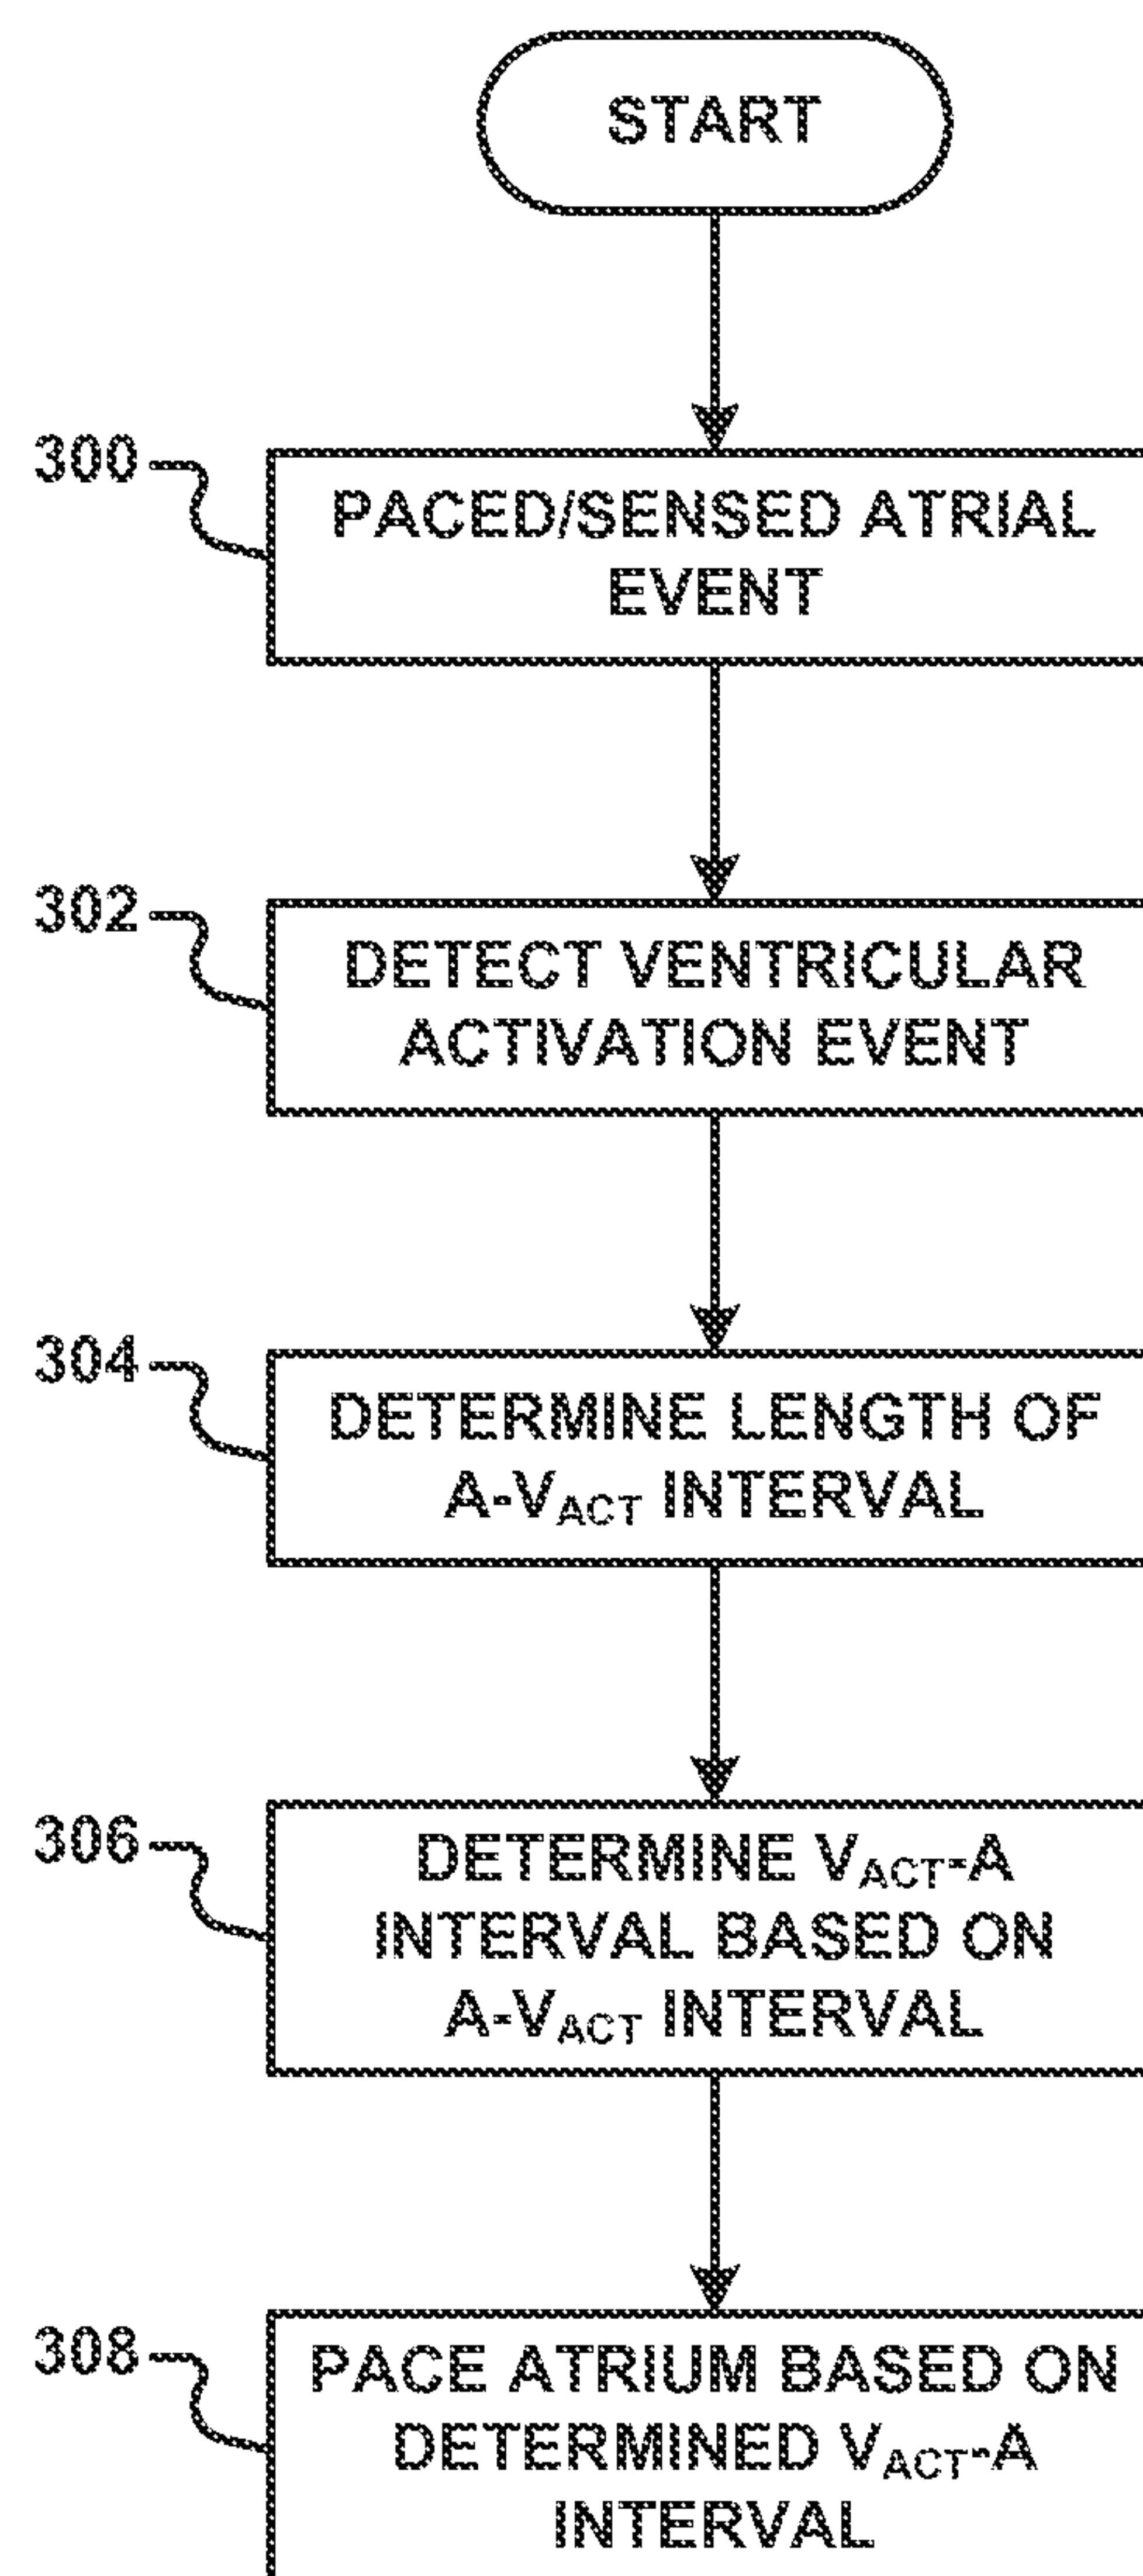 START
300
PACED/SENSED ATRIAL
EVENT
302
DETECT VENTRICULAR
ACTIVATION EVENT
304
DETERMINE LENGTH OF
A-VACT INTERVAL
306
DETERMINE VACT-A
INTERVAL BASED ON
A-VACT INTERVAL
308
PACE ATRIUM BASED ON
DETERMINED VACT-A
INTERVAL